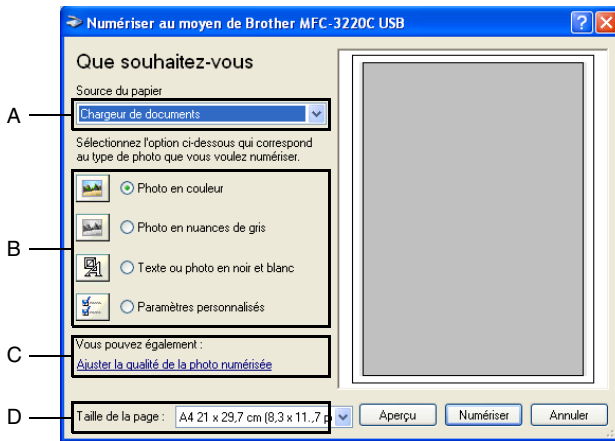 Numériser au moyen de Brother MFC-3220C USB
Que souhaitez-vous
Source du papier
A
Chargeur de documents
Sélectionnez l'option ci-dessous qui correspond
au type de photo que vous voulez numériser.
B
Photo en couleur
Photo en nuances de gris
Texte ou photo en noir et blanc
Paramètres personnalisés
C
Vous pouvez également :
Ajuster la qualité de la photo numérisée
D
Taille de la page : A4 21 x 29,7 cm (8,3 x 11.,7 p
Aperçu Numériser Annuler